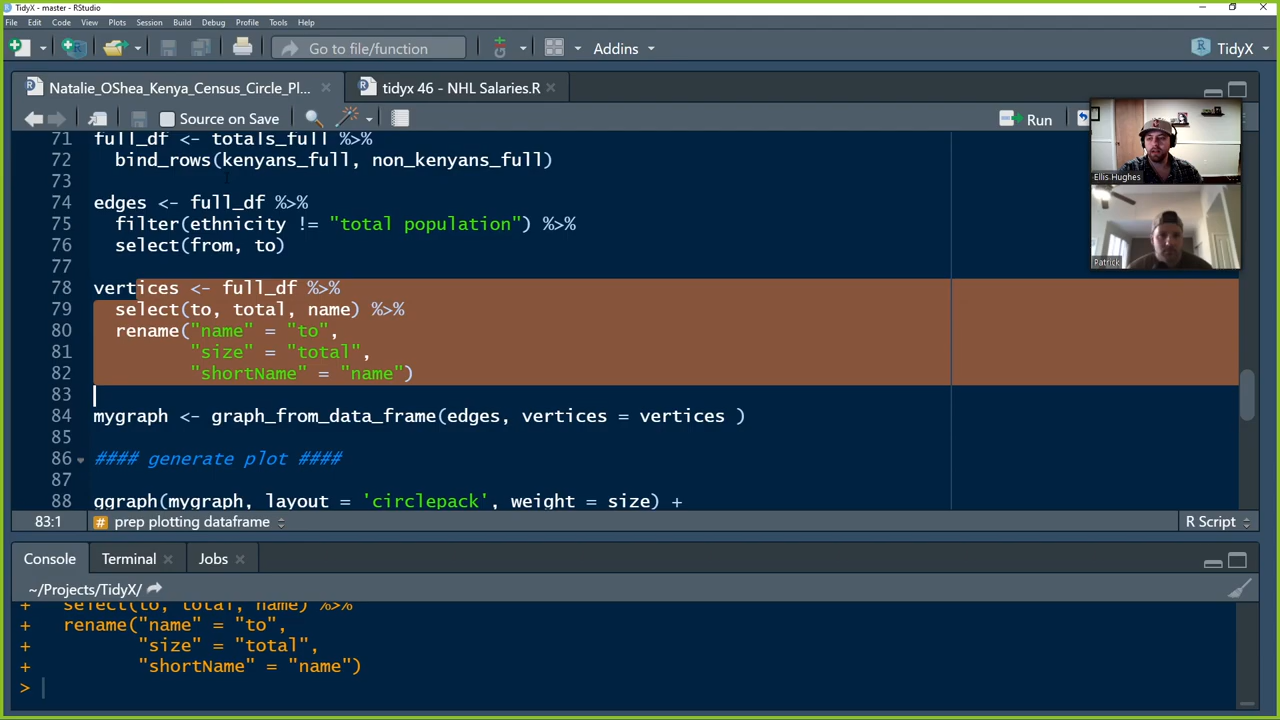 TidyX - master - RStudio
File Edit Code View Plots Session Build Debug Profile Tools Help
Go to file/function
Addins
TidyX
Natalie_OShea_Kenya_Census_Circle_Pl...
tidyx 46 - NHL Salaries.R
Source on Save
Run
71 full_df <- totals_full %>%
72 bind_rows(kenyans_full, non_kenyans_full)
73
74 edges <- full_df %>%
75 filter(ethnicity != "total population") %>%
76 select(from, to)
77
78 vertices <- full_df %>%
79 select(to, total, name) %>%
80 rename("name" = "to",
81 "size" = "total",
82 "shortName" = "name")
83
84 mygraph <- graph_from_data_frame(edges, vertices = vertices )
85
86 #### generate plot ####
87
88 ggraph(mygraph, layout = 'circlepack', weight = size) +
Ellis Hughes
Patrick
83:1
# prep plotting dataframe
R Script
Console
Terminal
Jobs
~/Projects/TidyX/
+ select(to, total, name) %>%
+ rename("name" = "to",
+ "size" = "total",
+ "shortName" = "name")
>